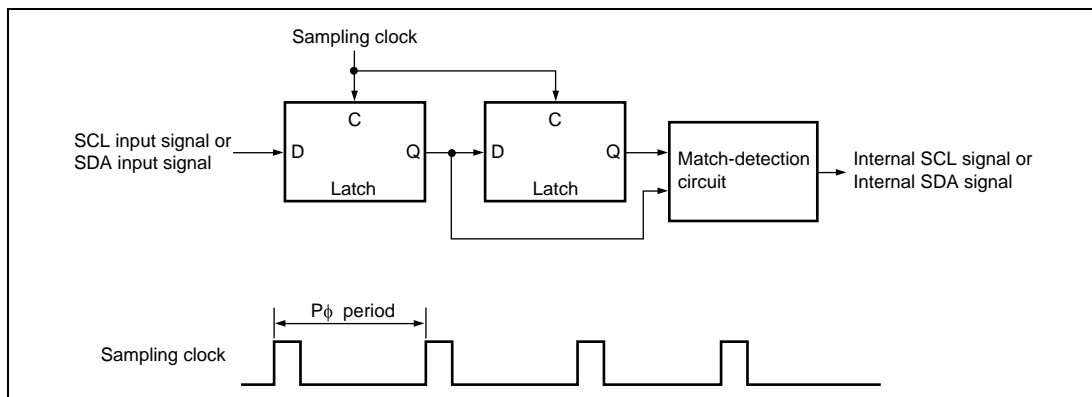 Sampling clock
SCL input signal or
SDA input signal
C
D
Q
Latch
C
D
Q
Latch
Match-detection
circuit
Internal SCL signal or
Internal SDA signal
Pϕ period
Sampling clock